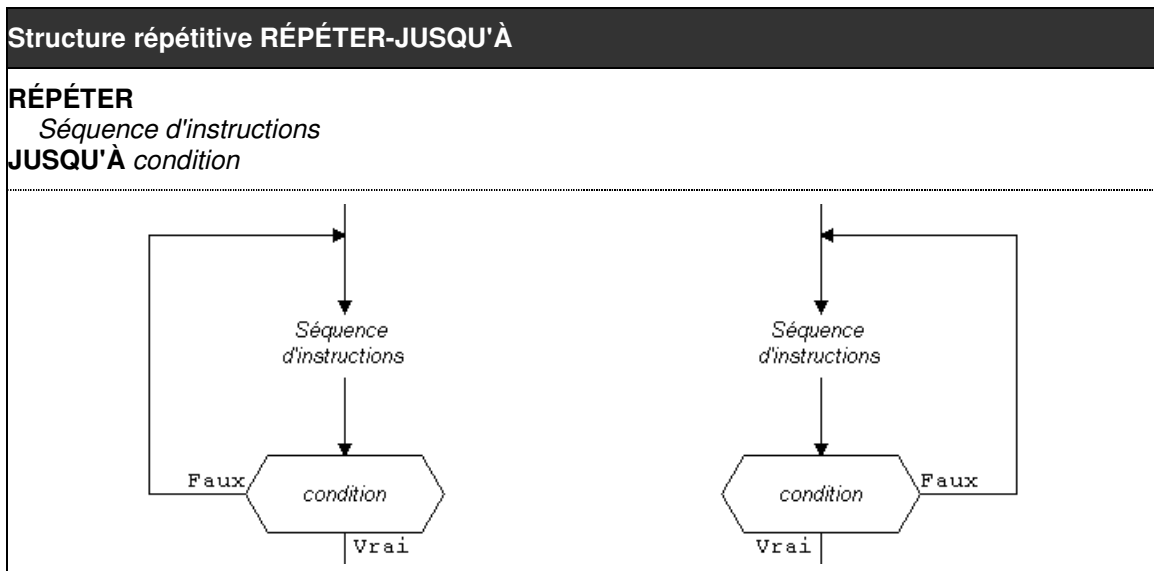 Structure répétitive RÉPÉTER-JUSQU'À
RÉPÉTER
Séquence d'instructions
JUSQU'À condition
Séquence
d'instructions
Faux
condition
Vrai
Séquence
d'instructions
condition
Faux
Vrai